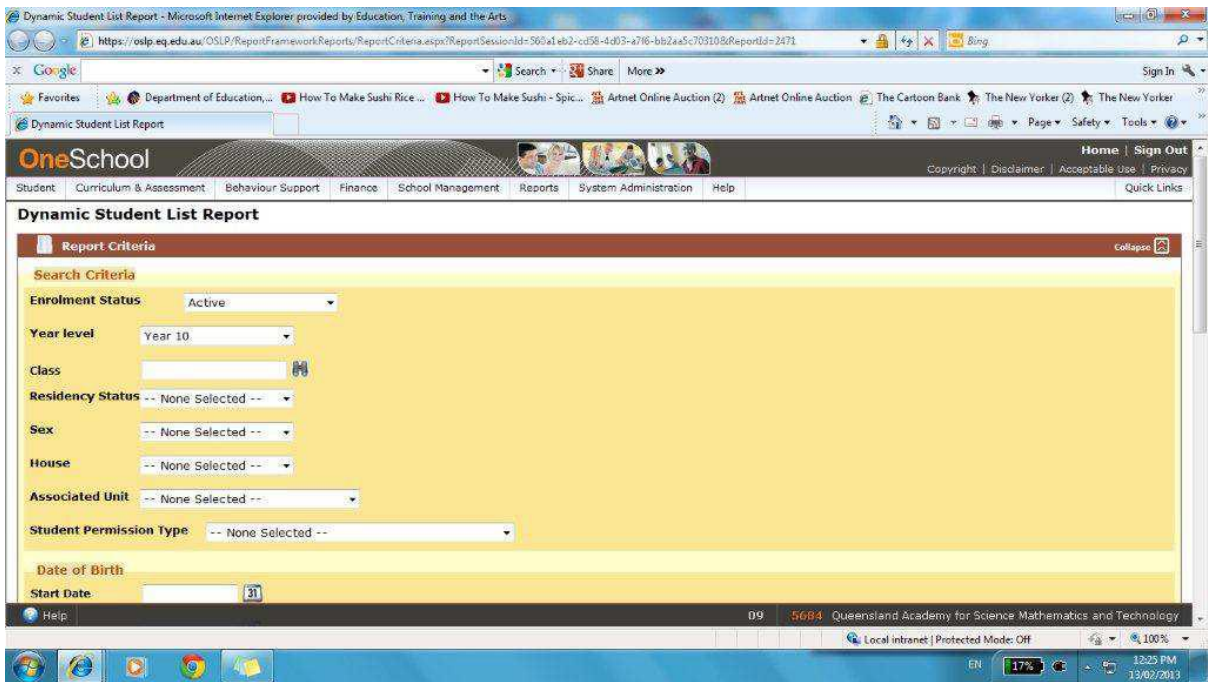 Dynamic Student List Report - Microsoft Internet Explorer provided by Education, Training and the Arts
https://oslp.eq.edu.au/OSLP/ReportFrameworkReports/ReportCriteria.aspx?ReportSessionId=560a1eb2-cd58-4d03-a7f6-bb2aa5c70310&ReportId=2471 Bing
x Google Search Share More » Sign In
Favorites Department of Education,... How To Make Sushi Rice ... How To Make Sushi - Spic... Artnet Online Auction (2) Artnet Online Auction The Cartoon Bank The New Yorker (2) The New Yorker
Dynamic Student List Report Page Safety Tools
OneSchool Home | Sign Out
Copyright | Disclaimer | Acceptable Use | Privacy
Student Curriculum & Assessment Behaviour Support Finance School Management Reports System Administration Help Quick Links
Dynamic Student List Report
Report Criteria Collapse
Search Criteria
Enrolment Status Active
Year level Year 10
Class
Residency Status -- None Selected --
Sex -- None Selected --
House -- None Selected --
Associated Unit -- None Selected --
Student Permission Type -- None Selected --
Date of Birth
Start Date 31
Help D9 5684 Queensland Academy for Science Mathematics and Technology
Local intranet | Protected Mode: Off 100%
EN 17% 12:25 PM
13/02/2013